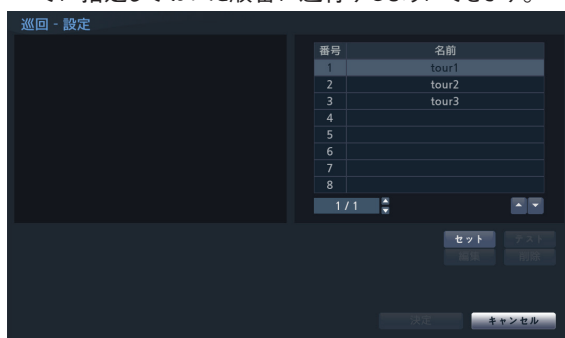 巡回 - 設定
番号 名前
1 tour1
2 tour2
3 tour3
4
5
6
7
8
1 / 1
セット テスト
編集 削除
決定 キャンセル